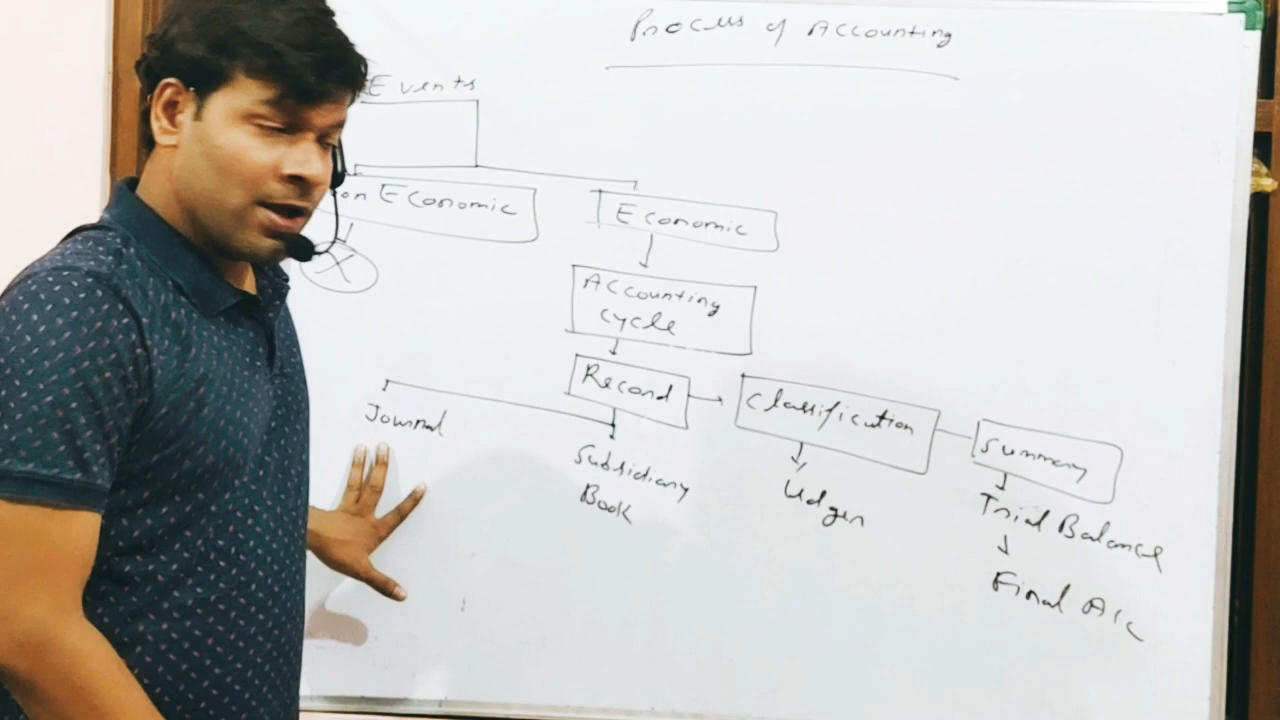 Process of Accounting
Events
on Economic
Economic
X
Accounting
cycle
Record
Classification
Summary
Journal
Subsidiary
Book
Ledger
Trial Balance
Final A/c